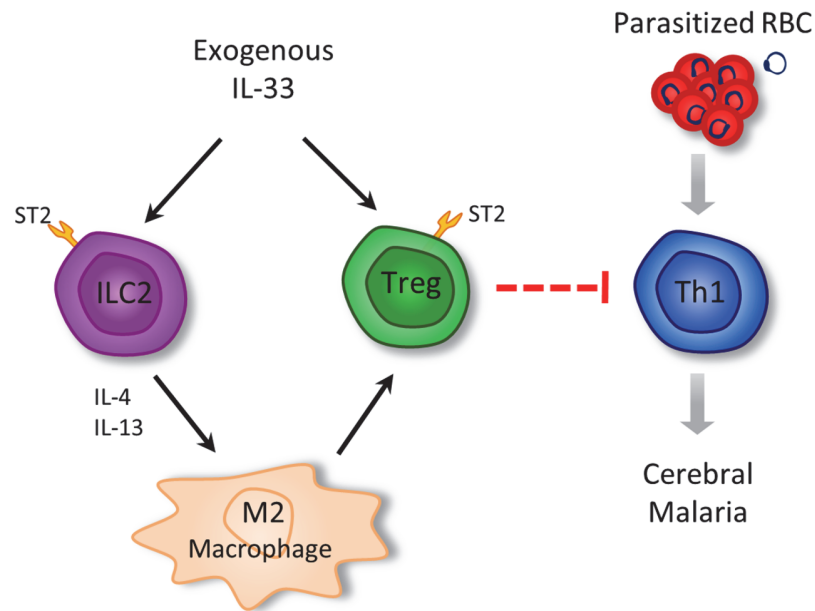 Parasitized RBC
Exogenous
IL-33
ST2
ST2
ILC2
Treg
Th1
IL-4
IL-13
M2
Macrophage
Cerebral
Malaria